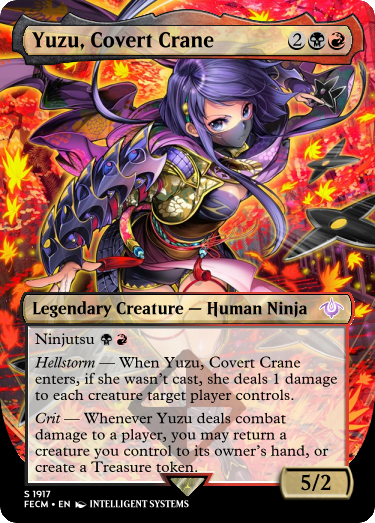 Yuzu, Covert Crane 2
Legendary Creature — Human Ninja
Ninjutsu
Hellstorm — When Yuzu, Covert Crane
enters, if she wasn't cast, she deals 1 damage
to each creature target player controls.
Crit — Whenever Yuzu deals combat
damage to a player, you may return a
creature you control to its owner's hand, or
create a Treasure token.
5/2
S 1917
FECM • EN INTELLIGENT SYSTEMS